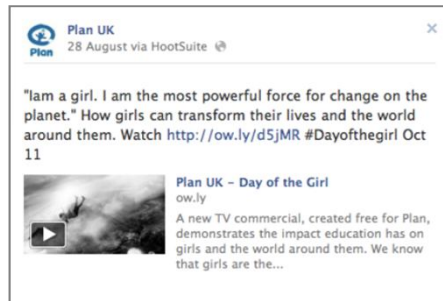 Plan UK
28 August via HootSuite
Plan
"Iam a girl. I am the most powerful force for change on the
planet." How girls can transform their lives and the world
around them. Watch http://ow.ly/d5jMR #Dayofthegirl Oct
11
Plan UK – Day of the Girl
ow.ly
A new TV commercial, created free for Plan,
demonstrates the impact education has on
girls and the world around them. We know
that girls are the...